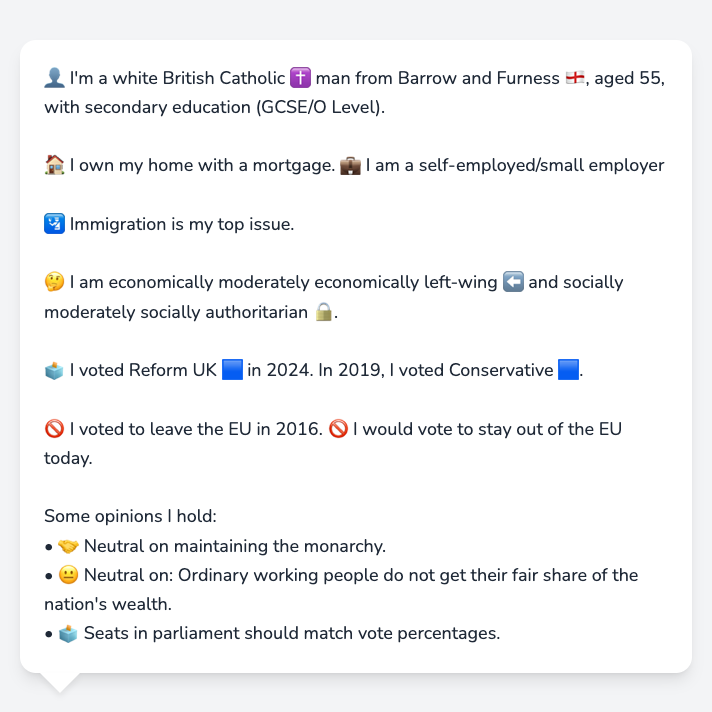 👤 I'm a white British Catholic ✝️ man from Barrow and Furness 🏴󠁧󠁢󠁥󠁮󠁧󠁿, aged 55,
with secondary education (GCSE/O Level).
🏠 I own my home with a mortgage. 💼 I am a self-employed/small employer
🛂 Immigration is my top issue.
🤔 I am economically moderately economically left-wing ⬅️ and socially
moderately socially authoritarian 🔒.
🗳️ I voted Reform UK 🟦 in 2024. In 2019, I voted Conservative 🟦.
🚫 I voted to leave the EU in 2016. 🚫 I would vote to stay out of the EU
today.
Some opinions I hold:
• 🤝 Neutral on maintaining the monarchy.
• 😐 Neutral on: Ordinary working people do not get their fair share of the
nation's wealth.
• 🗳️ Seats in parliament should match vote percentages.